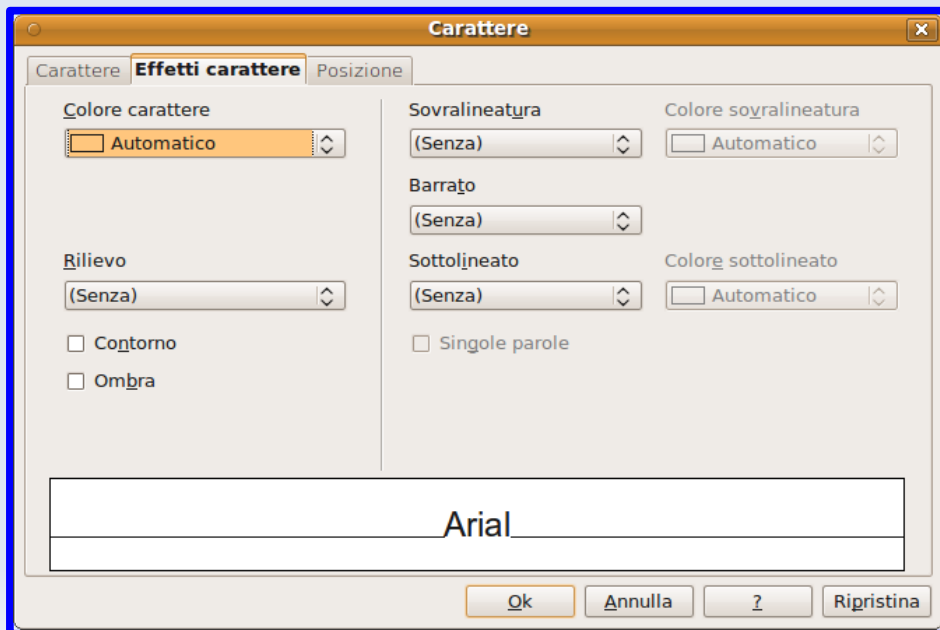 Carattere
Carattere Effetti carattere Posizione
Colore carattere Sovralineatura Colore sovralineatura
Automatico (Senza) Automatico
Barrato
(Senza)
Rilievo Sottolineato Colore sottolineato
(Senza) (Senza) Automatico
Contorno Singole parole
Ombra
Arial
Ok Annulla ? Ripristina